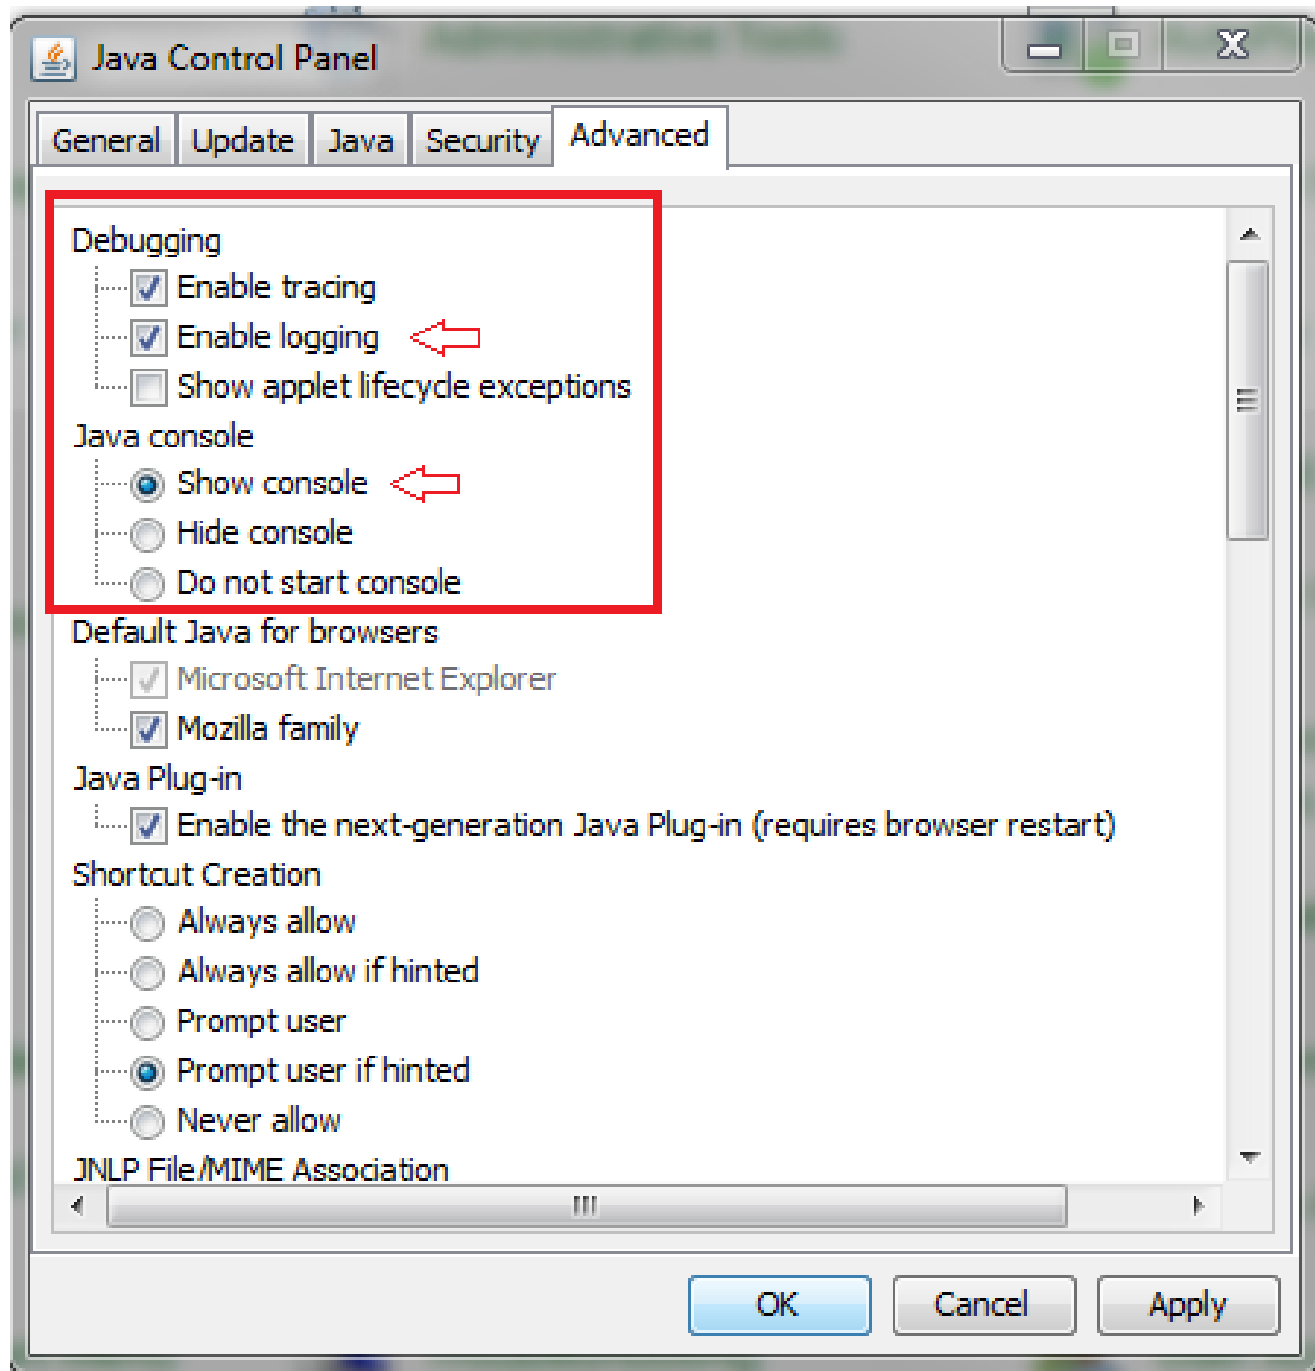 Java Control Panel
General Update Java Security Advanced
Debugging
Enable tracing
Enable logging
Show applet lifecycle exceptions
Java console
Show console
Hide console
Do not start console
Default Java for browsers
Microsoft Internet Explorer
Mozilla family
Java Plug-in
Enable the next-generation Java Plug-in (requires browser restart)
Shortcut Creation
Always allow
Always allow if hinted
Prompt user
Prompt user if hinted
Never allow
JNLP File/MIME Association
OK Cancel Apply